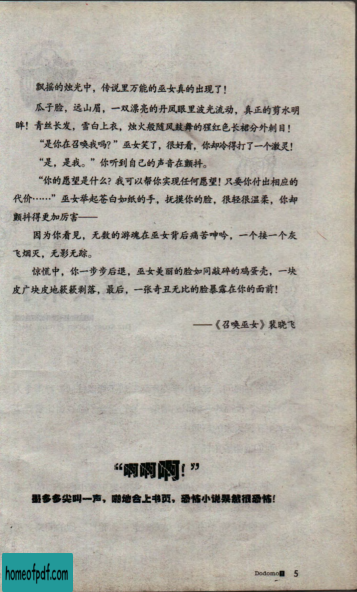 飘摇的烛光中，传说里万能的巫女真的出现了！
瓜子脸，远山眉，一双漂亮的丹凤眼里波光流动，真正的剪水明
眸！青丝长发，雪白上衣，烛火般随风鼓舞的猩红色长裙分外刺目！
“是你在召唤我吗？”巫女笑了，很好看，你却冷得打了一个激灵！
“是，是我。”你听到自己的声音在颤抖。
“你的愿望是什么？我可以帮你实现任何愿望！只要你付出相应的
代价……”巫女举起苍白如纸的手，抚摸你的脸，很轻很温柔，你却
颤抖得更加厉害——
因为你看见，无数的游魂在巫女背后痛苦呻吟，一个接一个灰
飞烟灭，无影无踪。
惊慌中，你一步步后退，巫女美丽的脸如同敲碎的鸡蛋壳，一块
皮广块皮地簌簌剥落，最后，一张奇丑无比的脸暴露在你的面前！
——《召唤巫女》裴晓飞
“啊啊啊！”
墨多多尖叫一声，啪地合上书页，恐怖小说果然很恐怖！
Dodomo 5
homeofpdf.com